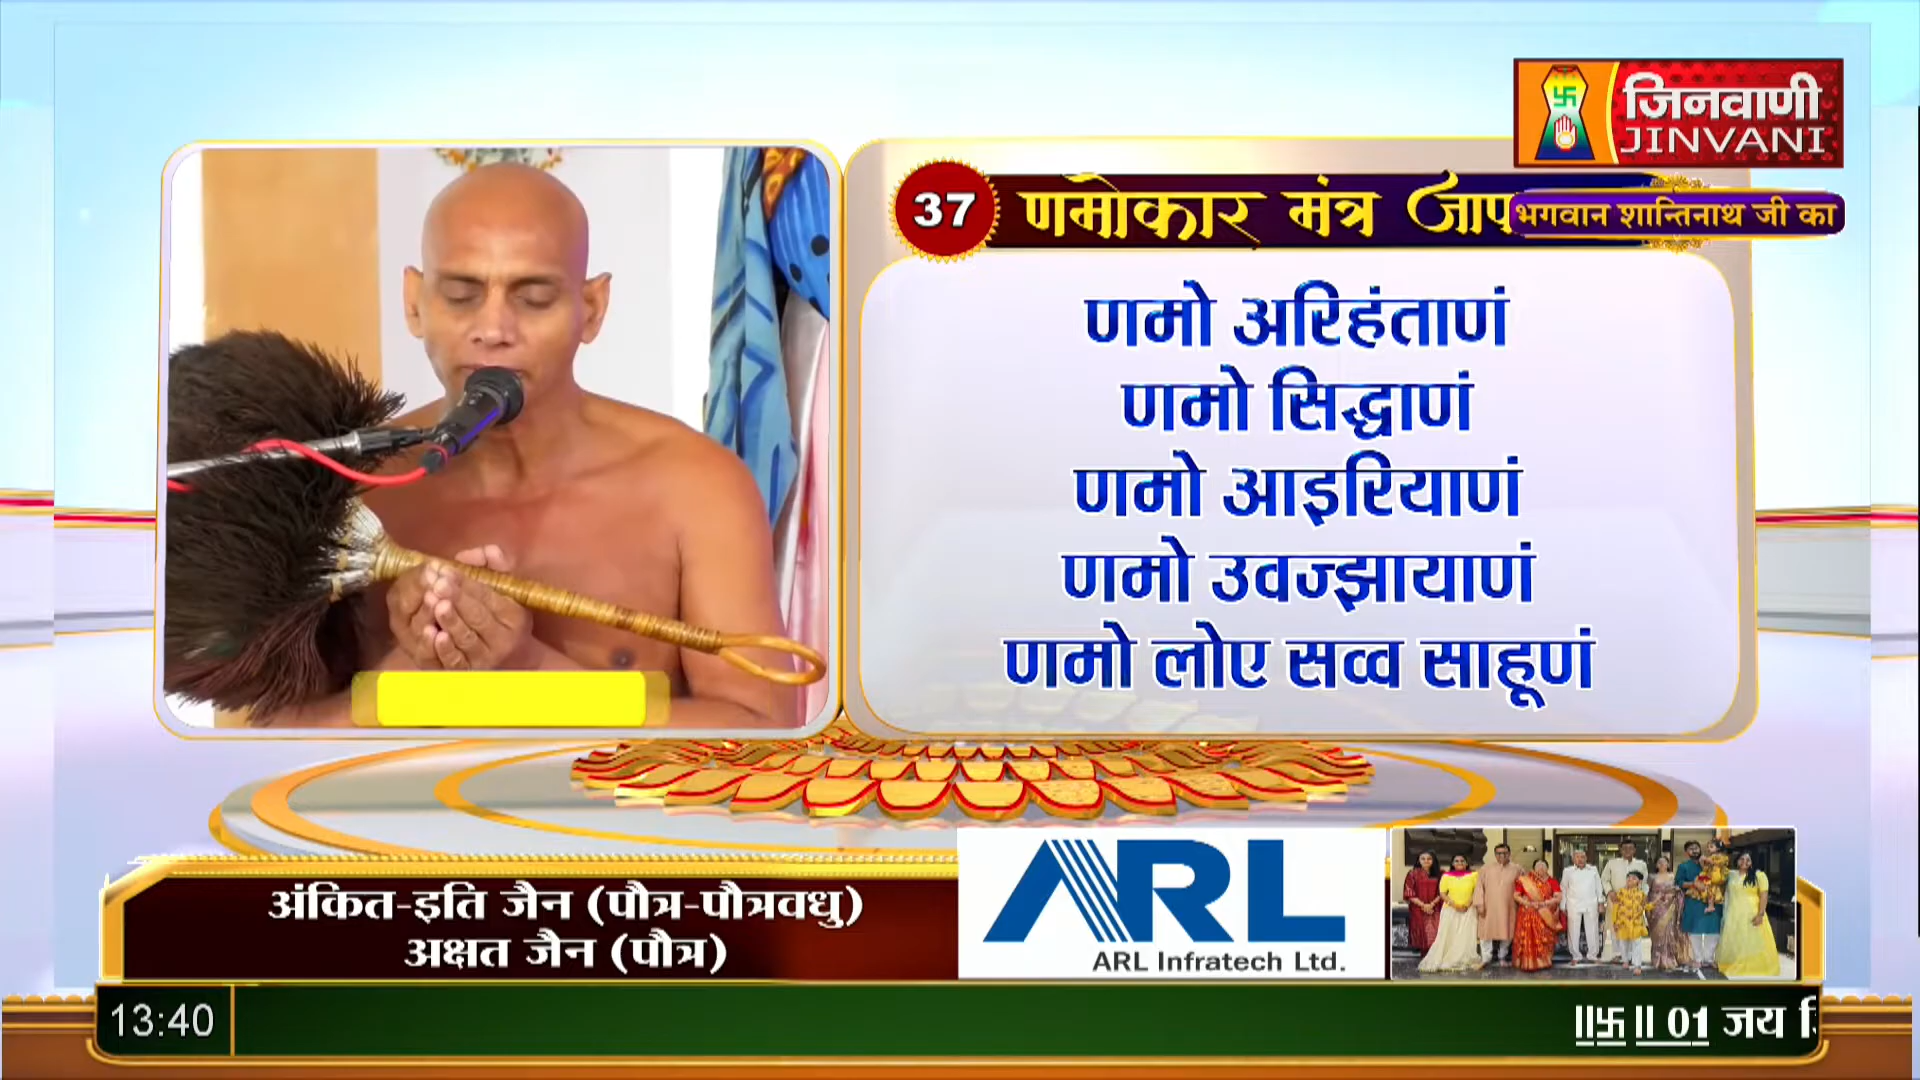 जिनवाणी
JINVANI
37
णमोकार मंत्र जाप
भगवान शान्तिनाथ जी का
णमो अरिहंताणं
णमो सिद्धाणं
णमो आइरियाणं
णमो उवज्झायाणं
णमो लोए सव्व साहूणं
अंकित-इति जैन (पौत्र-पौत्रवधु)
अक्षत जैन (पौत्र)
ARL
ARL Infratech Ltd.
13:40
||卐|| 01 जय